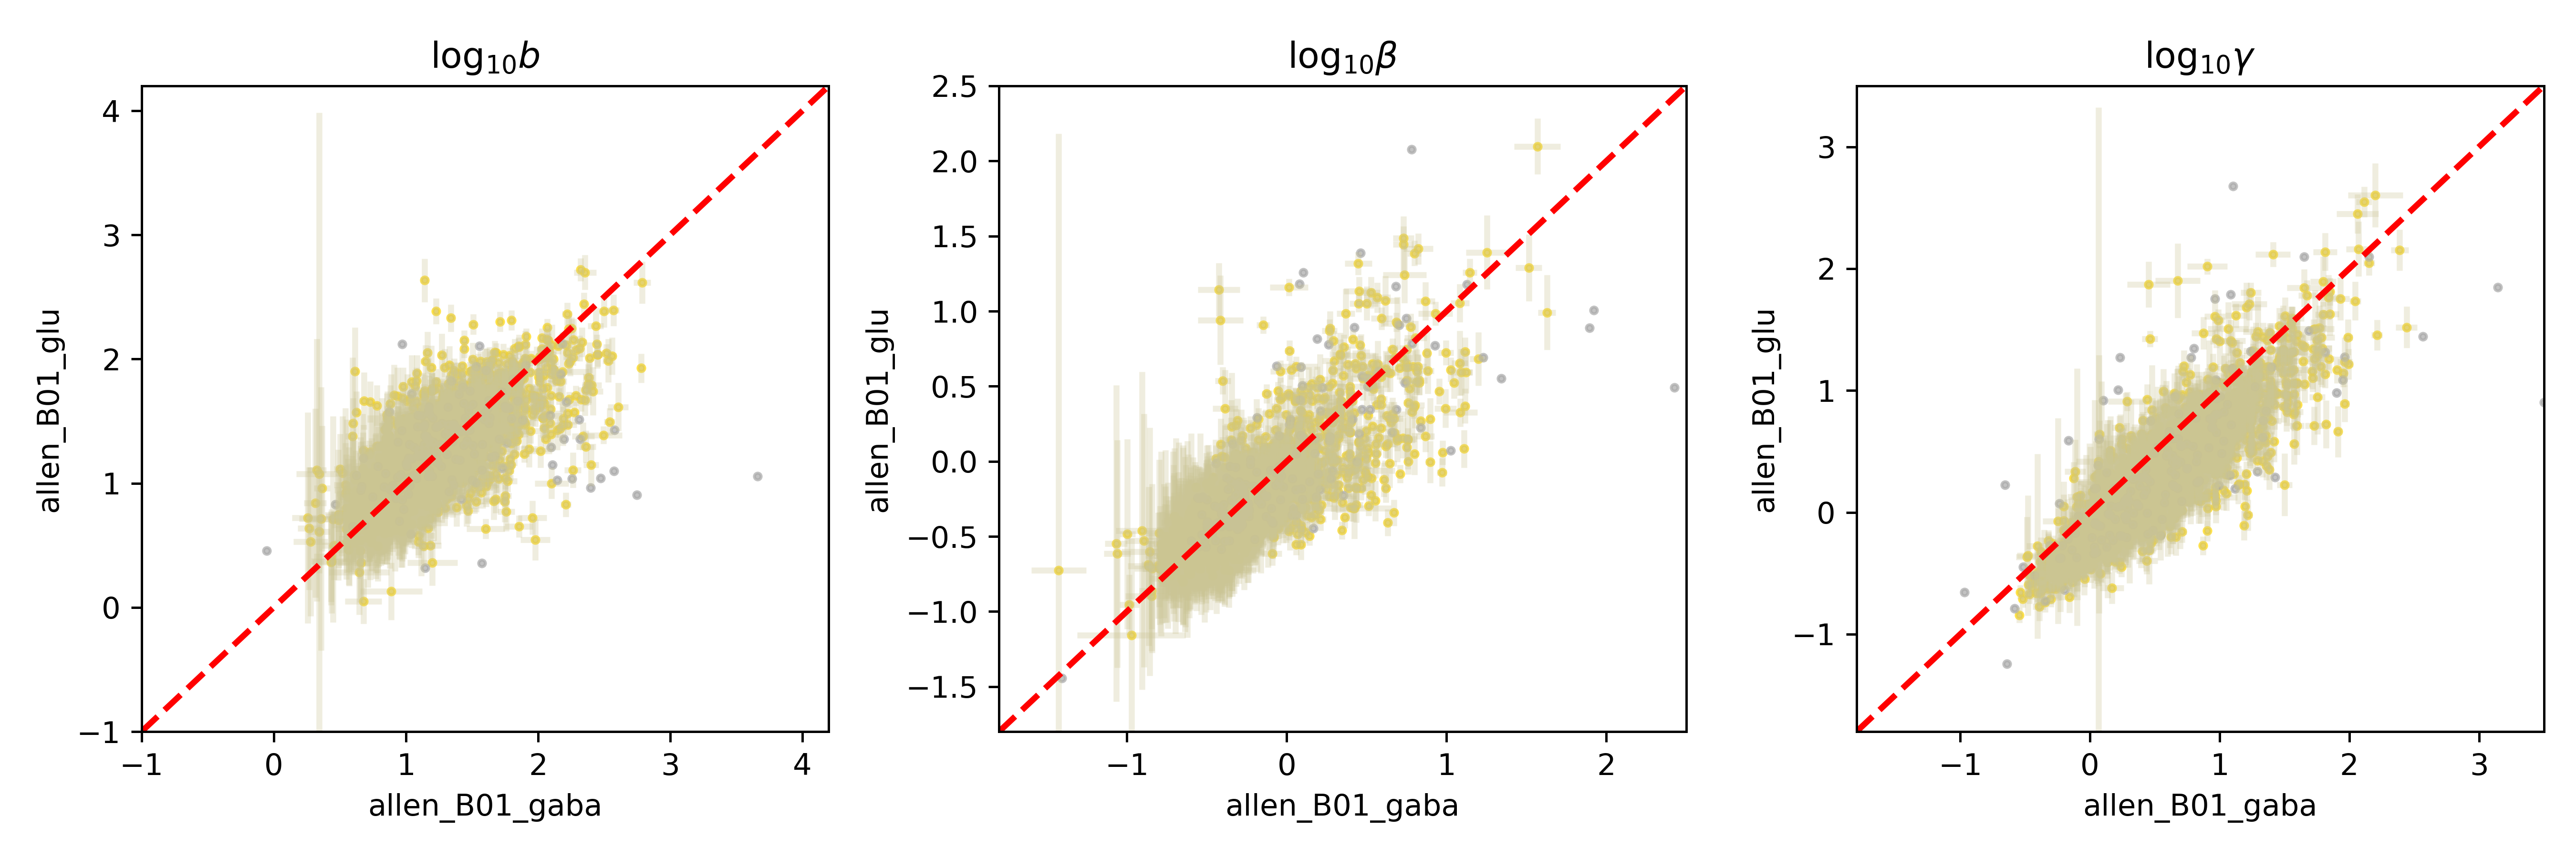 log₁₀b
4
3
2
1
0
−1
−1 0 1 2 3 4
allen_B01_glu
allen_B01_gaba
log₁₀β
2.5
2.0
1.5
1.0
0.5
0.0
−0.5
−1.0
−1.5
−1 0 1 2
allen_B01_glu
allen_B01_gaba
log₁₀γ
3
2
1
0
−1
−1 0 1 2 3
allen_B01_glu
allen_B01_gaba